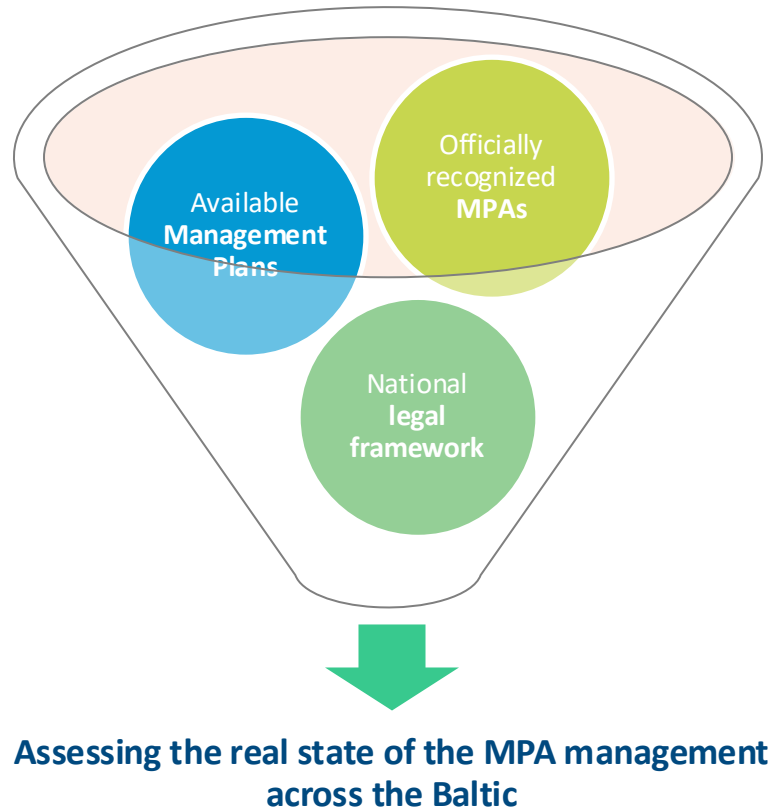 Officially
recognized
MPAs
Available
Management
Plans
National
legal
framework
Assessing the real state of the MPA management
across the Baltic